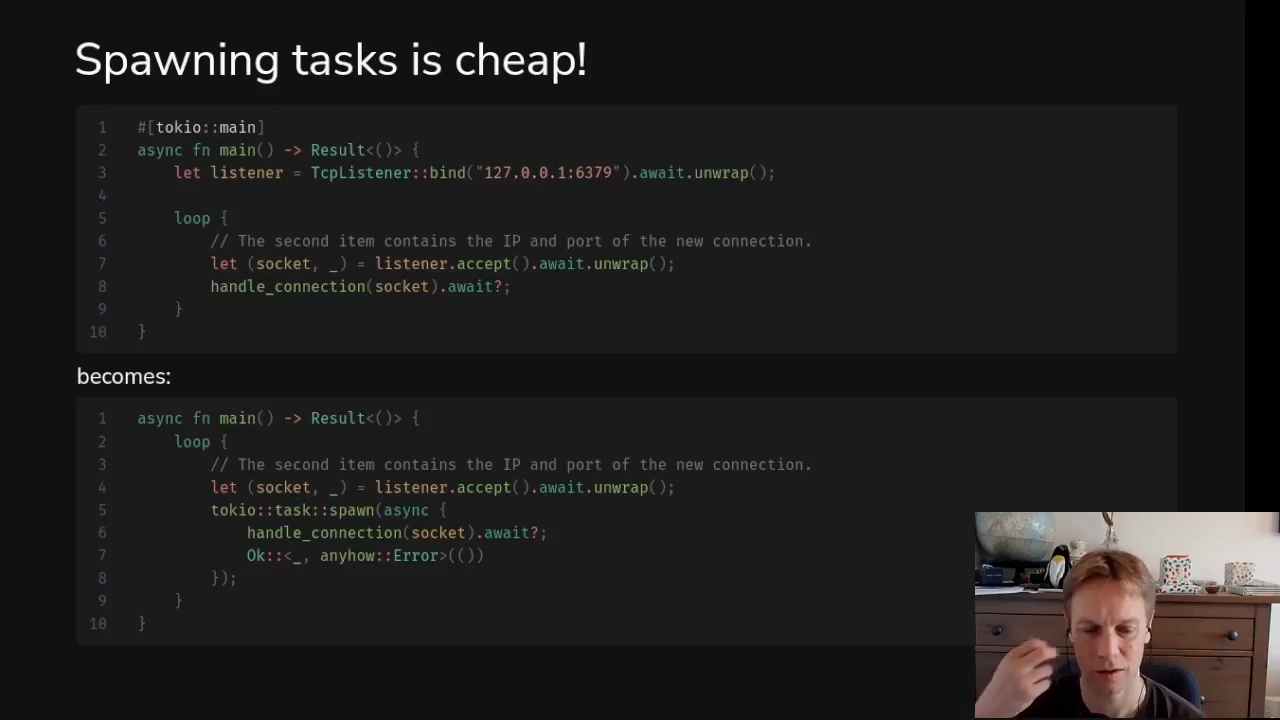 Spawning tasks is cheap!
1 #[tokio::main]
2 async fn main() -> Result<()> {
3 let listener = TcpListener::bind("127.0.0.1:6379").await.unwrap();
4
5 loop {
6 // The second item contains the IP and port of the new connection.
7 let (socket, _) = listener.accept().await.unwrap();
8 handle_connection(socket).await?;
9 }
10 }
becomes:
1 async fn main() -> Result<()> {
2 loop {
3 // The second item contains the IP and port of the new connection.
4 let (socket, _) = listener.accept().await.unwrap();
5 tokio::task::spawn(async {
6 handle_connection(socket).await?;
7 Ok::<_, anyhow::Error>(())
8 });
9 }
10 }